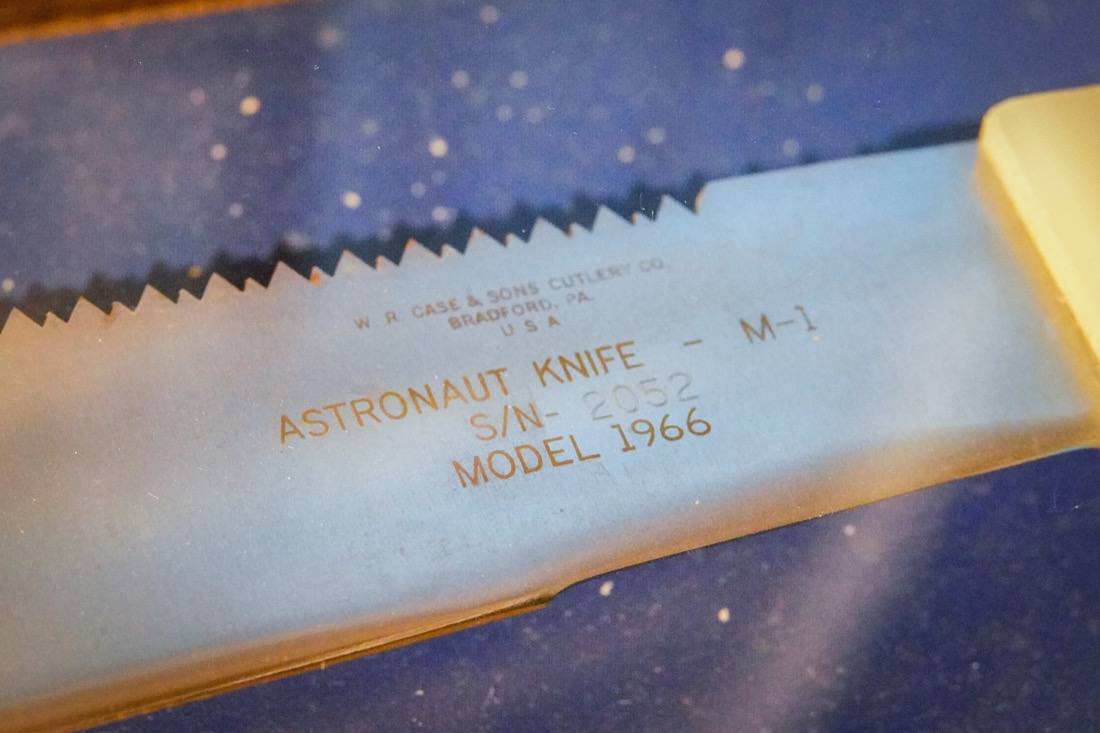 W. R. CASE & SONS CUTLERY CO.
BRADFORD, PA.
U S A
ASTRONAUT KNIFE - M-1
S/N- 2052
MODEL 1966